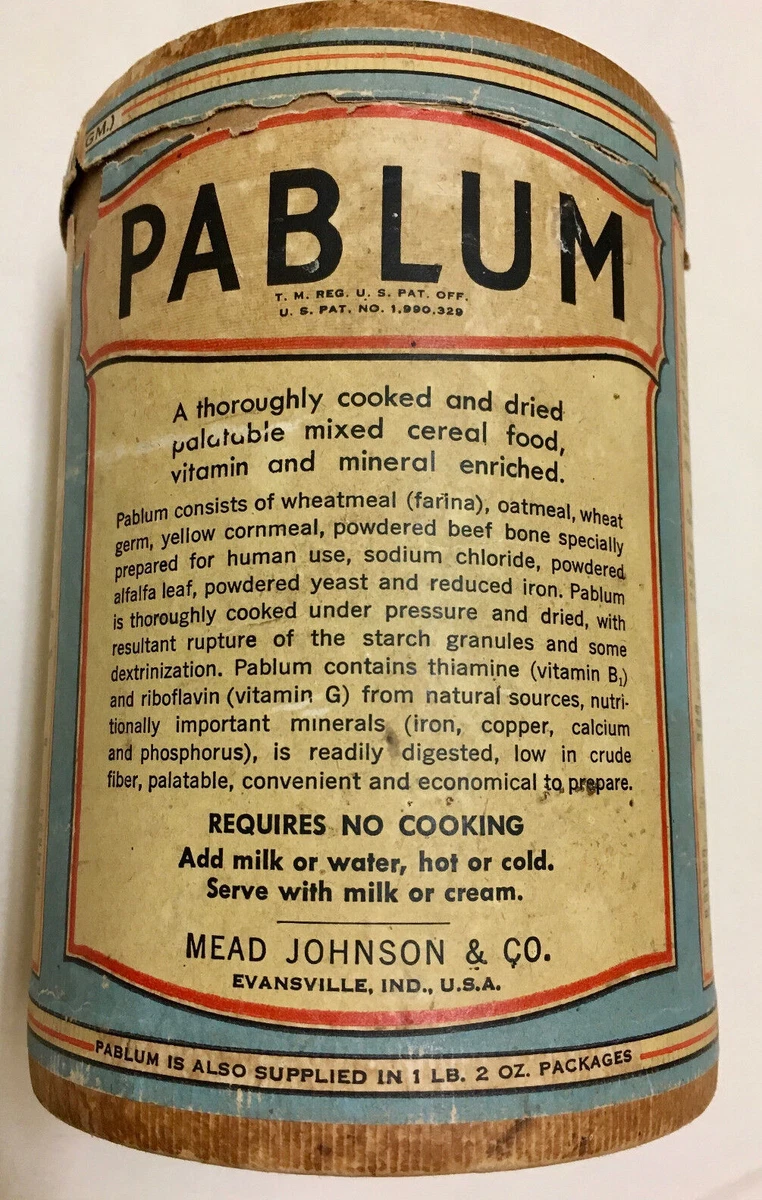 GM.)
PABLUM
T. M. REG. U. S. PAT. OFF.
U. S. PAT. NO. 1,990,329
A thoroughly cooked and dried
palatable mixed cereal food,
vitamin and mineral enriched.
Pablum consists of wheatmeal (farina), oatmeal, wheat
germ, yellow cornmeal, powdered beef bone specially
prepared for human use, sodium chloride, powdered
alfalfa leaf, powdered yeast and reduced iron. Pablum
is thoroughly cooked under pressure and dried, with
resultant rupture of the starch granules and some
dextrinization. Pablum contains thiamine (vitamin B₁)
and riboflavin (vitamin G) from natural sources, nutri-
tionally important minerals (iron, copper, calcium
and phosphorus), is readily digested, low in crude
fiber, palatable, convenient and economical to prepare.
REQUIRES NO COOKING
Add milk or water, hot or cold.
Serve with milk or cream.
MEAD JOHNSON & CO.
EVANSVILLE, IND., U.S.A.
PABLUM IS ALSO SUPPLIED IN 1 LB. 2 OZ. PACKAGES